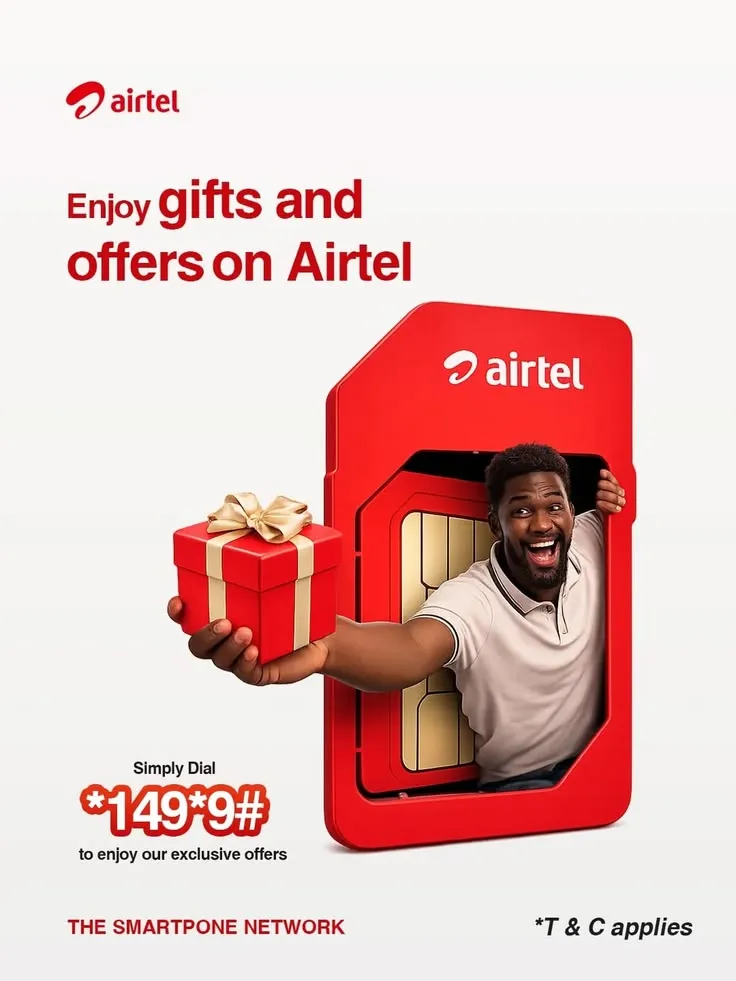 airtel
Enjoy gifts and
offers on Airtel
airtel
Simply Dial
*149*9#
to enjoy our exclusive offers
THE SMARTPONE NETWORK
*T & C applies